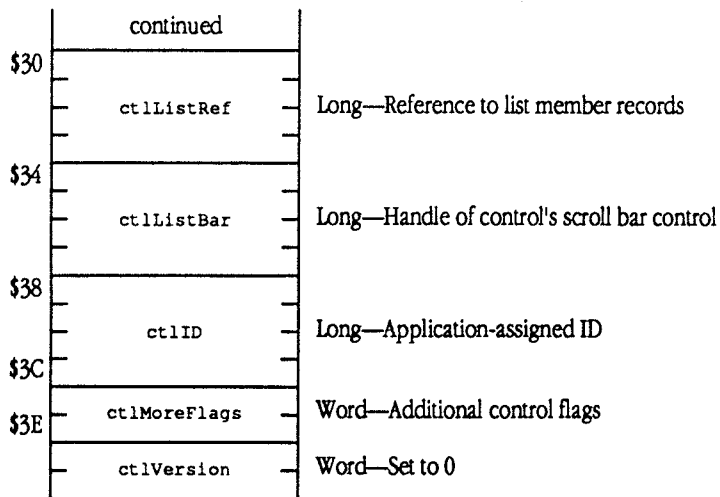 continued
$30
ctlListRef Long—Reference to list member records
$34
ctlListBar Long—Handle of control's scroll bar control
$38
ctlID Long—Application-assigned ID
$3C
ctlMoreFlags Word—Additional control flags
$3E
ctlVersion Word—Set to 0